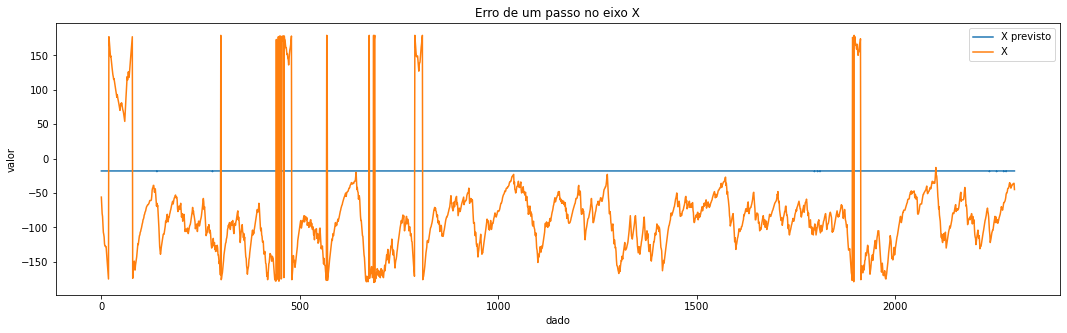 Erro de um passo no eixo X
X previsto
X
valor
150
100
50
0
−50
−100
−150
0
500
1000
1500
2000
dado